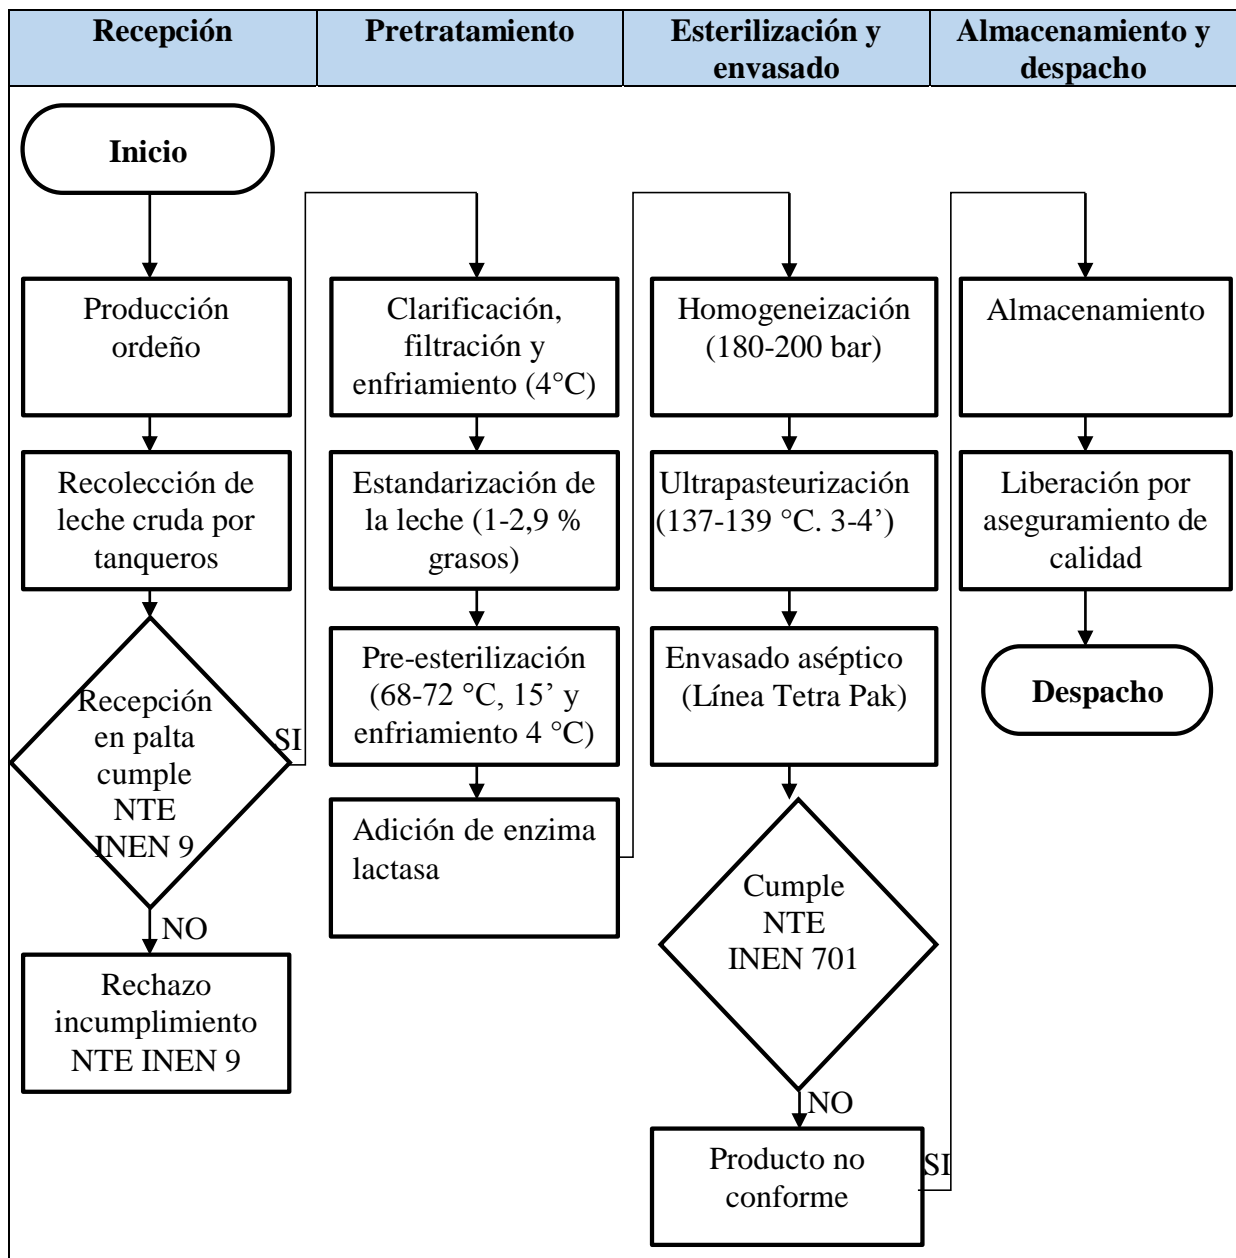 Recepción
Pretratamiento
Esterilización y
envasado
Almacenamiento y
despacho
Inicio
Producción
ordeño
Recolección de
leche cruda por
tanqueros
Recepción
en palta
cumple
NTE
INEN 9
SI
NO
Rechazo
incumplimiento
NTE INEN 9
Clarificación,
filtración y
enfriamiento (4°C)
Estandarización de
la leche (1-2,9 %
grasos)
Pre-esterilización
(68-72 °C, 15’ y
enfriamiento 4 °C)
Adición de enzima
lactasa
Homogeneización
(180-200 bar)
Ultrapasteurización
(137-139 °C. 3-4’)
Envasado aséptico
(Línea Tetra Pak)
Cumple
NTE
INEN 701
NO
Producto no
conforme
SI
Almacenamiento
Liberación por
aseguramiento de
calidad
Despacho